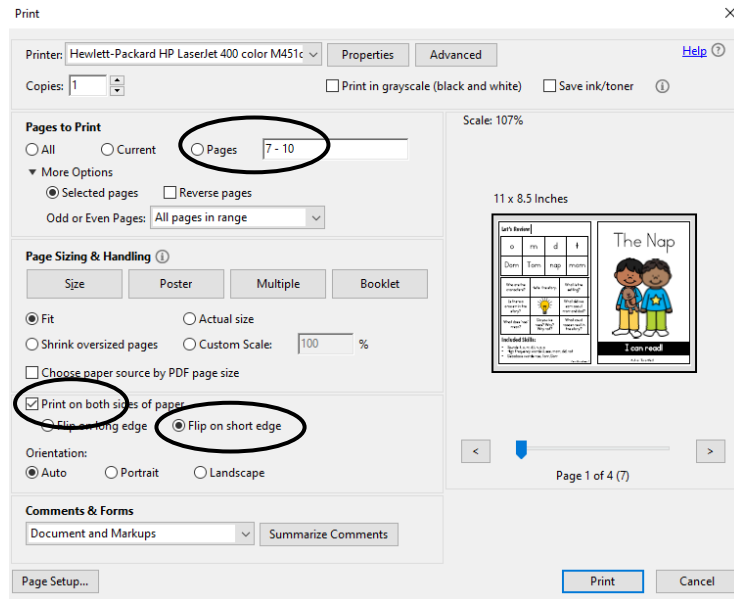 Print
Printer: Hewlett-Packard HP LaserJet 400 color M451c Properties Advanced Help
Copies: 1 Print in grayscale (black and white) Save ink/toner
Pages to Print
All Current Pages 7 - 10
More Options
Selected pages Reverse pages
Odd or Even Pages: All pages in range
Page Sizing & Handling
Size Poster Multiple Booklet
Fit Actual size
Shrink oversized pages Custom Scale: 100 %
Choose paper source by PDF page size
Print on both sides of paper
Flip on long edge Flip on short edge
Orientation:
Auto Portrait Landscape
Comments & Forms
Document and Markups Summarize Comments
Page Setup...
Scale: 107%
11 x 8.5 Inches
Let's Review
o m d t
Dom Tom nap mom
Included Skills:
The Nap
I can read!
< >
Page 1 of 4 (7)
Print Cancel